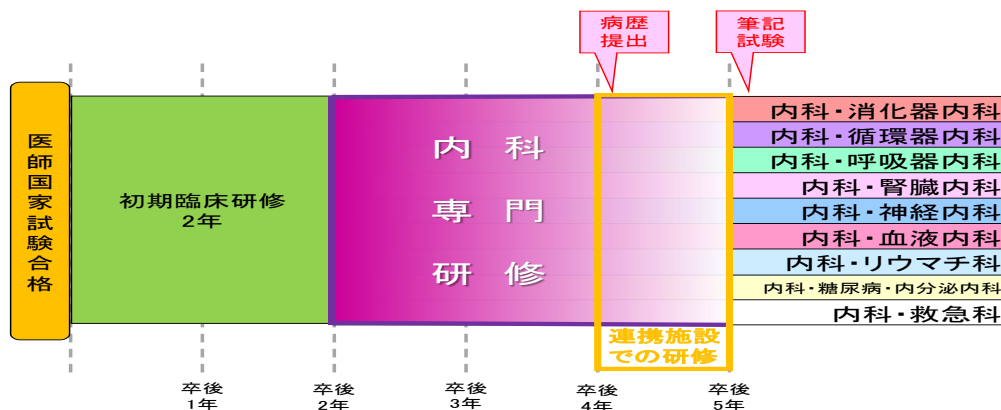 病歴
提出
筆記
試験
医師国家試験合格
初期臨床研修
2年
内科
専門
研修
内科・消化器内科
内科・循環器内科
内科・呼吸器内科
内科・腎臓内科
内科・神経内科
内科・血液内科
内科・リウマチ科
内科・糖尿病・内分泌内科
内科・救急科
連携施設
での研修
卒後
1年
卒後
2年
卒後
3年
卒後
4年
卒後
5年